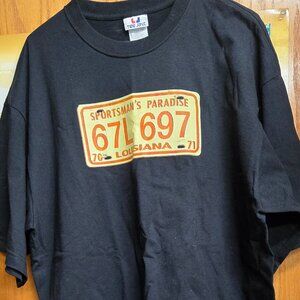 SPORTSMAN'S PARADISE
67L 697
70 LOUISIANA 71